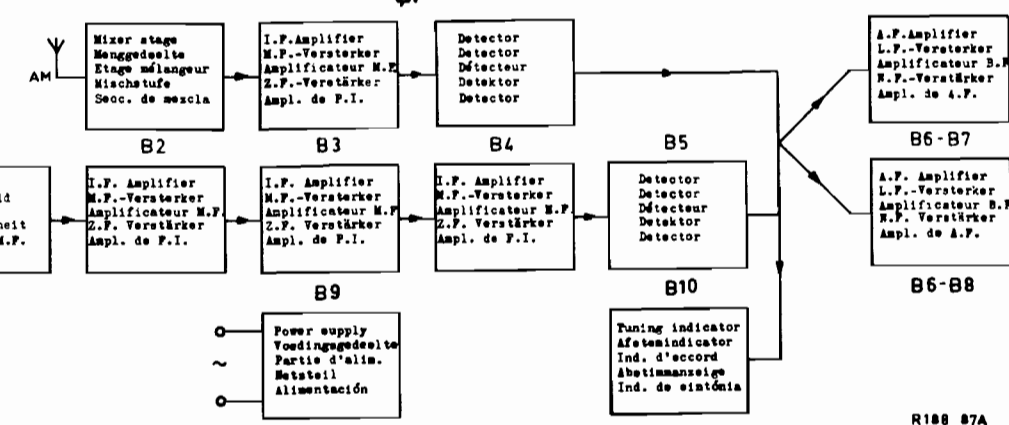 AM
Mixer stage
Menggedeelte
Etage mélangeur
Mischstufe
Secc. de mezcla
I.F.Amplifier
M.F.-Versterker
Amplificateur M.F.
Z.F.-Verstärker
Ampl. de F.I.
Detector
Detector
Détecteur
Detektor
Detector
A.F.Amplifier
L.F.-Versterker
Amplificateur B.F
N.F.-Verstärker
Ampl. de A.F.
B2
B3
B4
B5
B6-B7
I.F. Amplifier
M.F.-Versterker
Amplificateur M.F.
Z.F. Verstärker
Ampl. de F.I.
I.F. Amplifier
M.F.-Versterker
Amplificateur M.F
Z.F. Verstärker
Ampl. de F.I.
I.F. Amplifier
M.F.-Versterker
Amplificateur M.F.
Z.F. Verstärker
Ampl. de F.I.
Detector
Detector
Détecteur
Detektor
Detector
A.F. Amplifier
L.F.-Versterker
Amplificateur B.F
N.F. Verstärker
Ampl. de A.F.
B9
B10
B6-B8
~
Power supply
Voedingsgedeelte
Partie d'alim.
Netzteil
Alimentación
Tuning indicator
Afstemindicator
Ind. d'accord
Abstimmanzeige
Ind. de sintónia
R188 87A